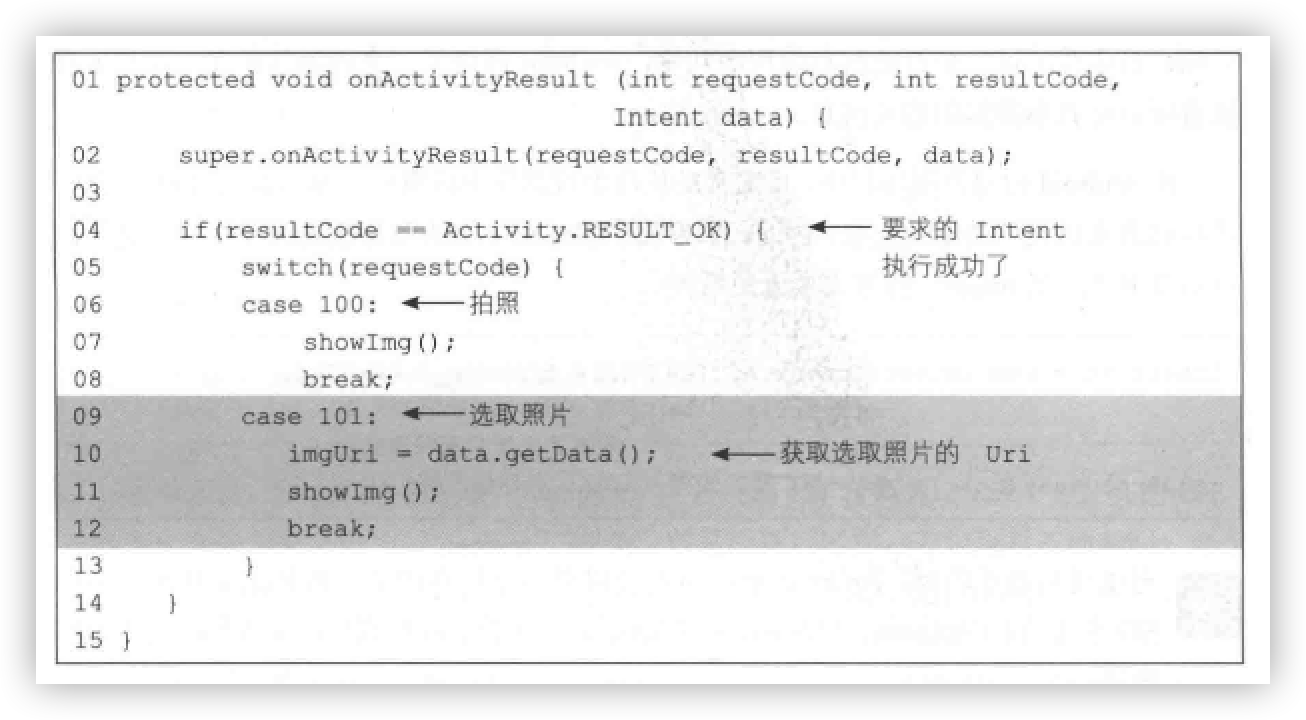 01 protected void onActivityResult (int requestCode, int resultCode,
Intent data) {
02 super.onActivityResult(requestCode, resultCode, data);
03
04 if(resultCode == Activity.RESULT_OK) { ← 要求的 Intent
05 switch(requestCode) { 执行成功了
06 case 100: ← 拍照
07 showImg();
08 break;
09 case 101: ← 选取照片
10 imgUri = data.getData(); ← 获取选取照片的 Uri
11 showImg();
12 break;
13 }
14 }
15 }